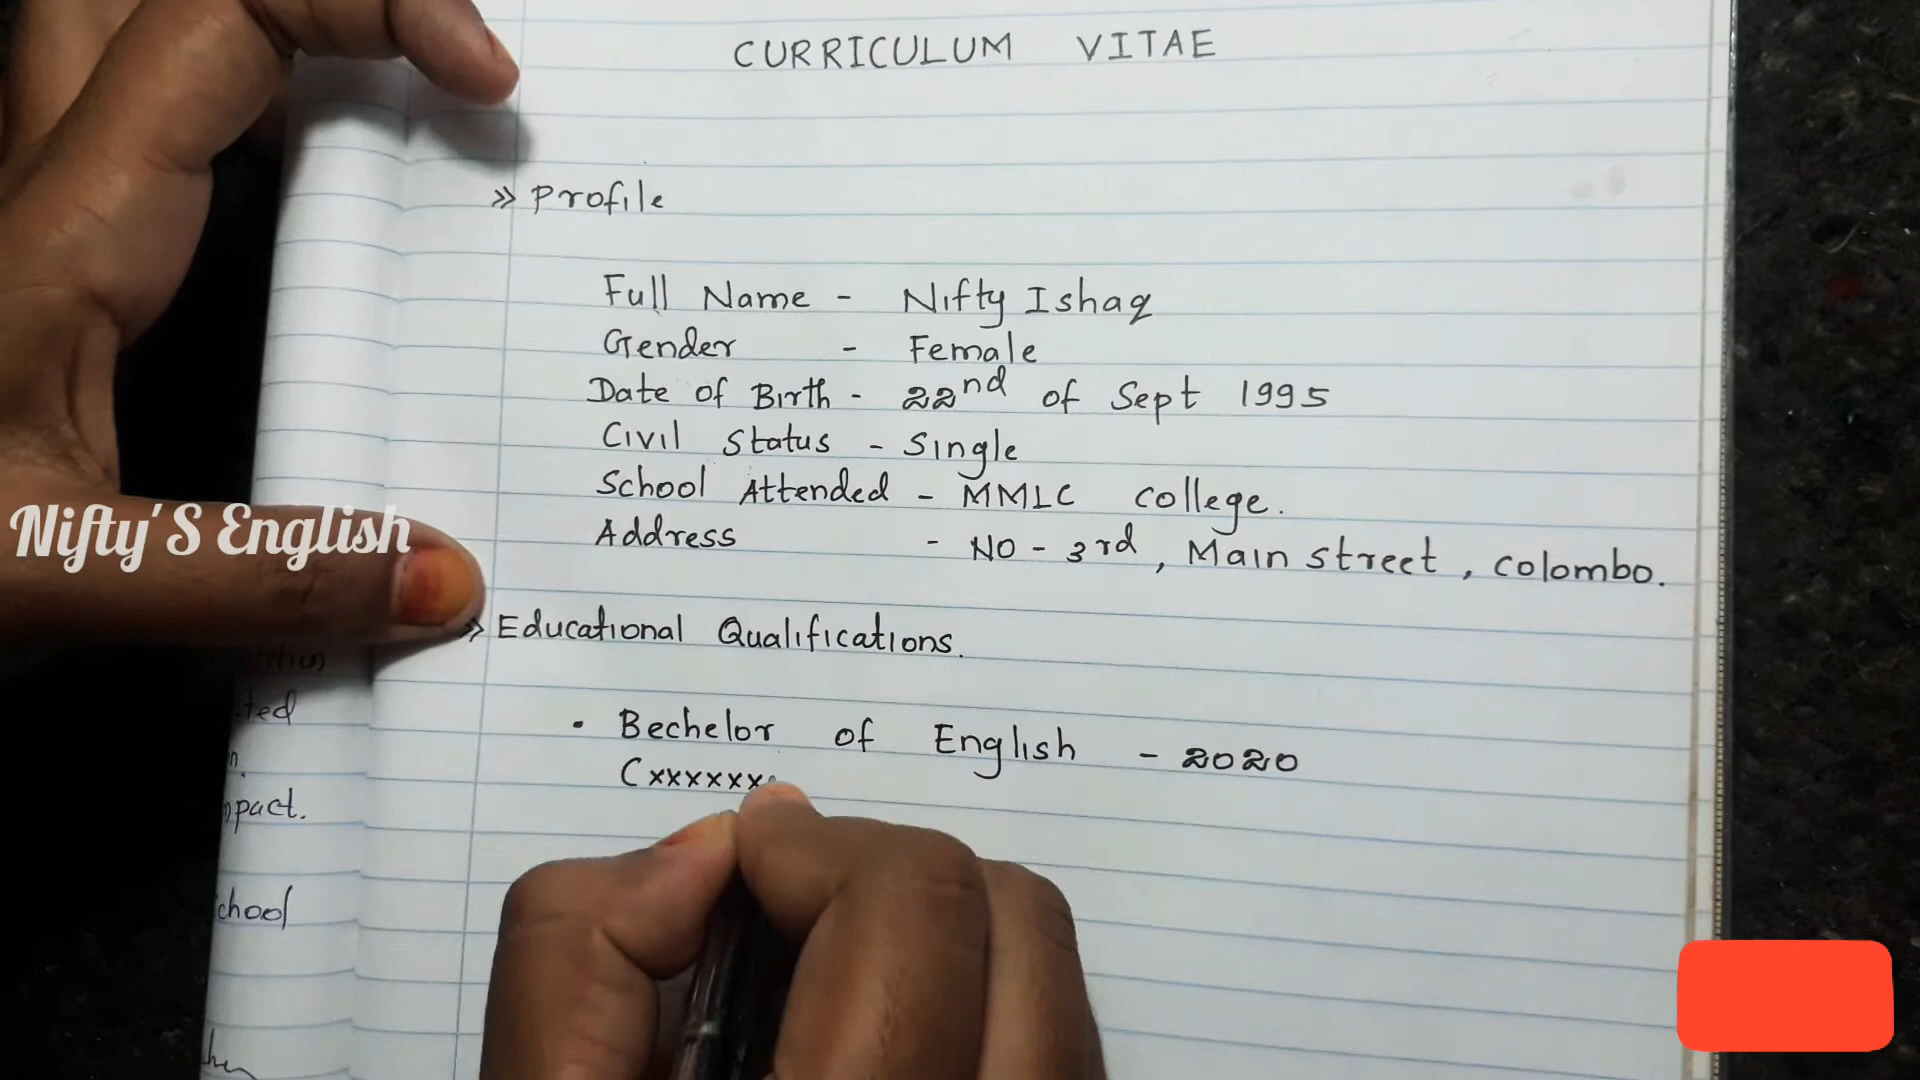 CURRICULUM VITAE
» Profile
Full Name - Nifty Ishaq
Gender - Female
Date of Birth - 22nd of Sept 1995
Civil Status - Single
School Attended - MMLC college.
Address - NO - 3rd, Main street, colombo.
Nifty'S English
» Educational Qualifications.
• Bechelor of English - 2020
Cxxxxxx
pact.
chool